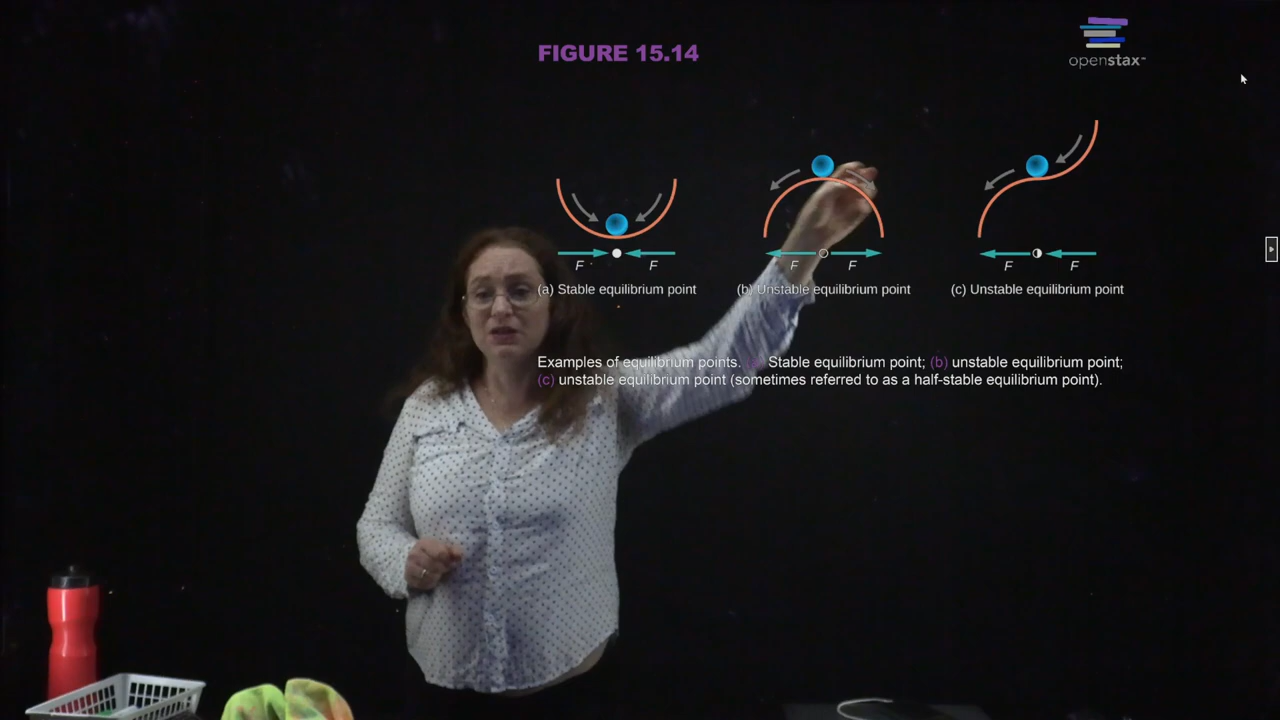 FIGURE 15.14
openstax™
F F
F F
F F
(a) Stable equilibrium point
(b) Unstable equilibrium point
(c) Unstable equilibrium point
Examples of equilibrium points. (a) Stable equilibrium point; (b) unstable equilibrium point;
(c) unstable equilibrium point (sometimes referred to as a half-stable equilibrium point).